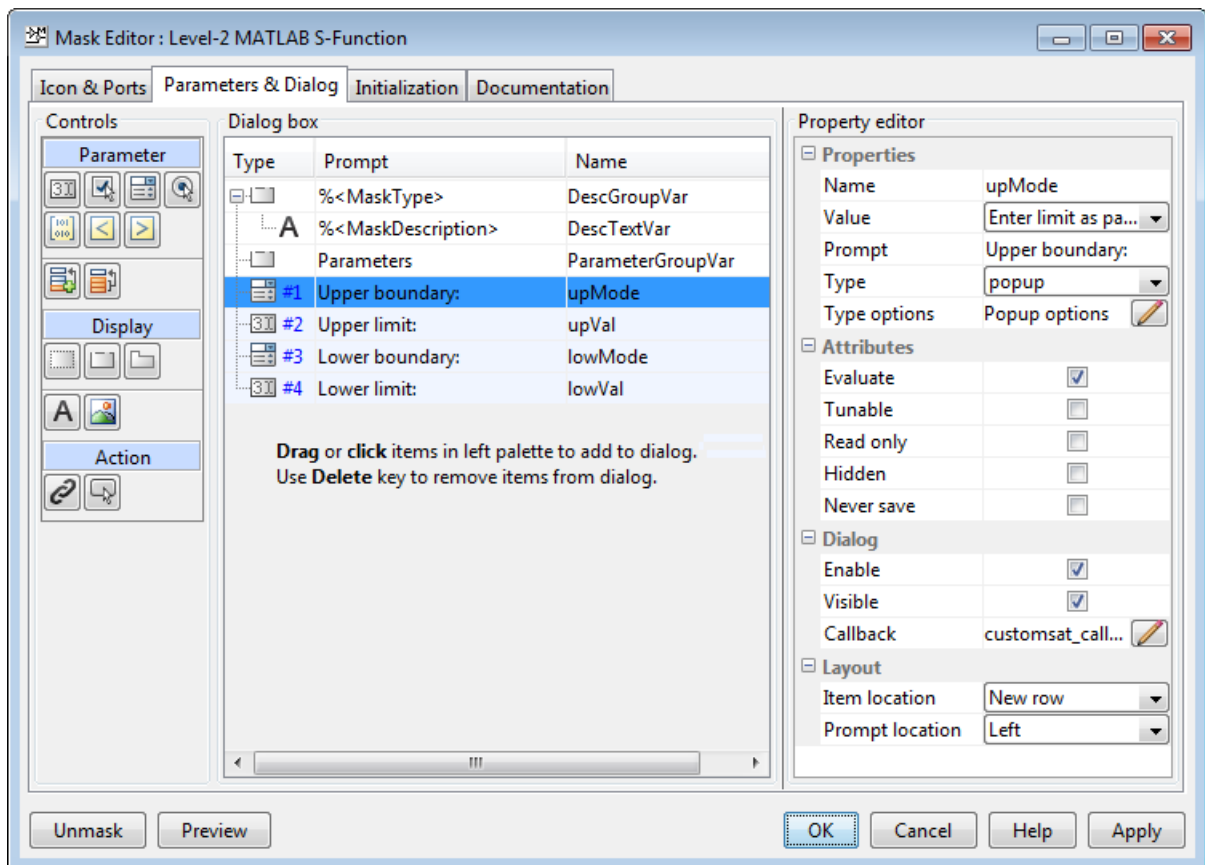 Mask Editor : Level-2 MATLAB S-Function
Icon & Ports Parameters & Dialog Initialization Documentation
Controls
Parameter
Display
A
Action
Dialog box
Type Prompt Name
%<MaskType> DescGroupVar
A %<MaskDescription> DescTextVar
Parameters ParameterGroupVar
#1 Upper boundary: upMode
#2 Upper limit: upVal
#3 Lower boundary: lowMode
#4 Lower limit: lowVal
Drag or click items in left palette to add to dialog.
Use Delete key to remove items from dialog.
Property editor
Properties
Name upMode
Value Enter limit as pa...
Prompt Upper boundary:
Type popup
Type options Popup options
Attributes
Evaluate
Tunable
Read only
Hidden
Never save
Dialog
Enable
Visible
Callback customsat_call...
Layout
Item location New row
Prompt location Left
Unmask Preview OK Cancel Help Apply